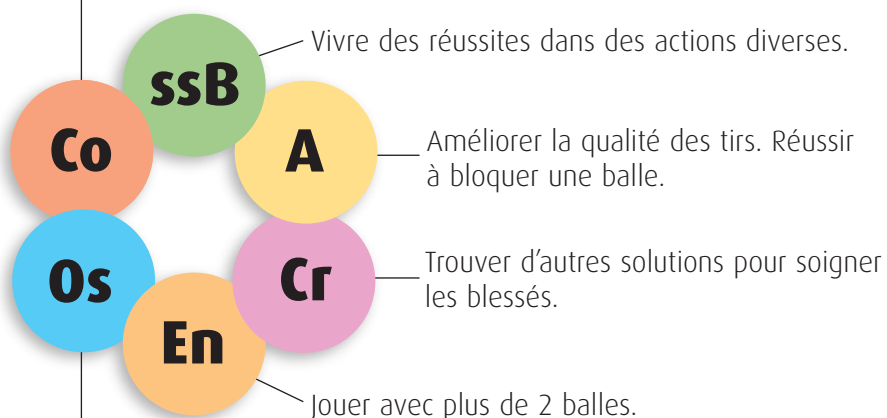 ssB
Vivre des réussites dans des actions diverses.
Co
A
Améliorer la qualité des tirs. Réussir
à bloquer une balle.
Os
Cr
Trouver d’autres solutions pour soigner
les blessés.
En
Jouer avec plus de 2 balles.